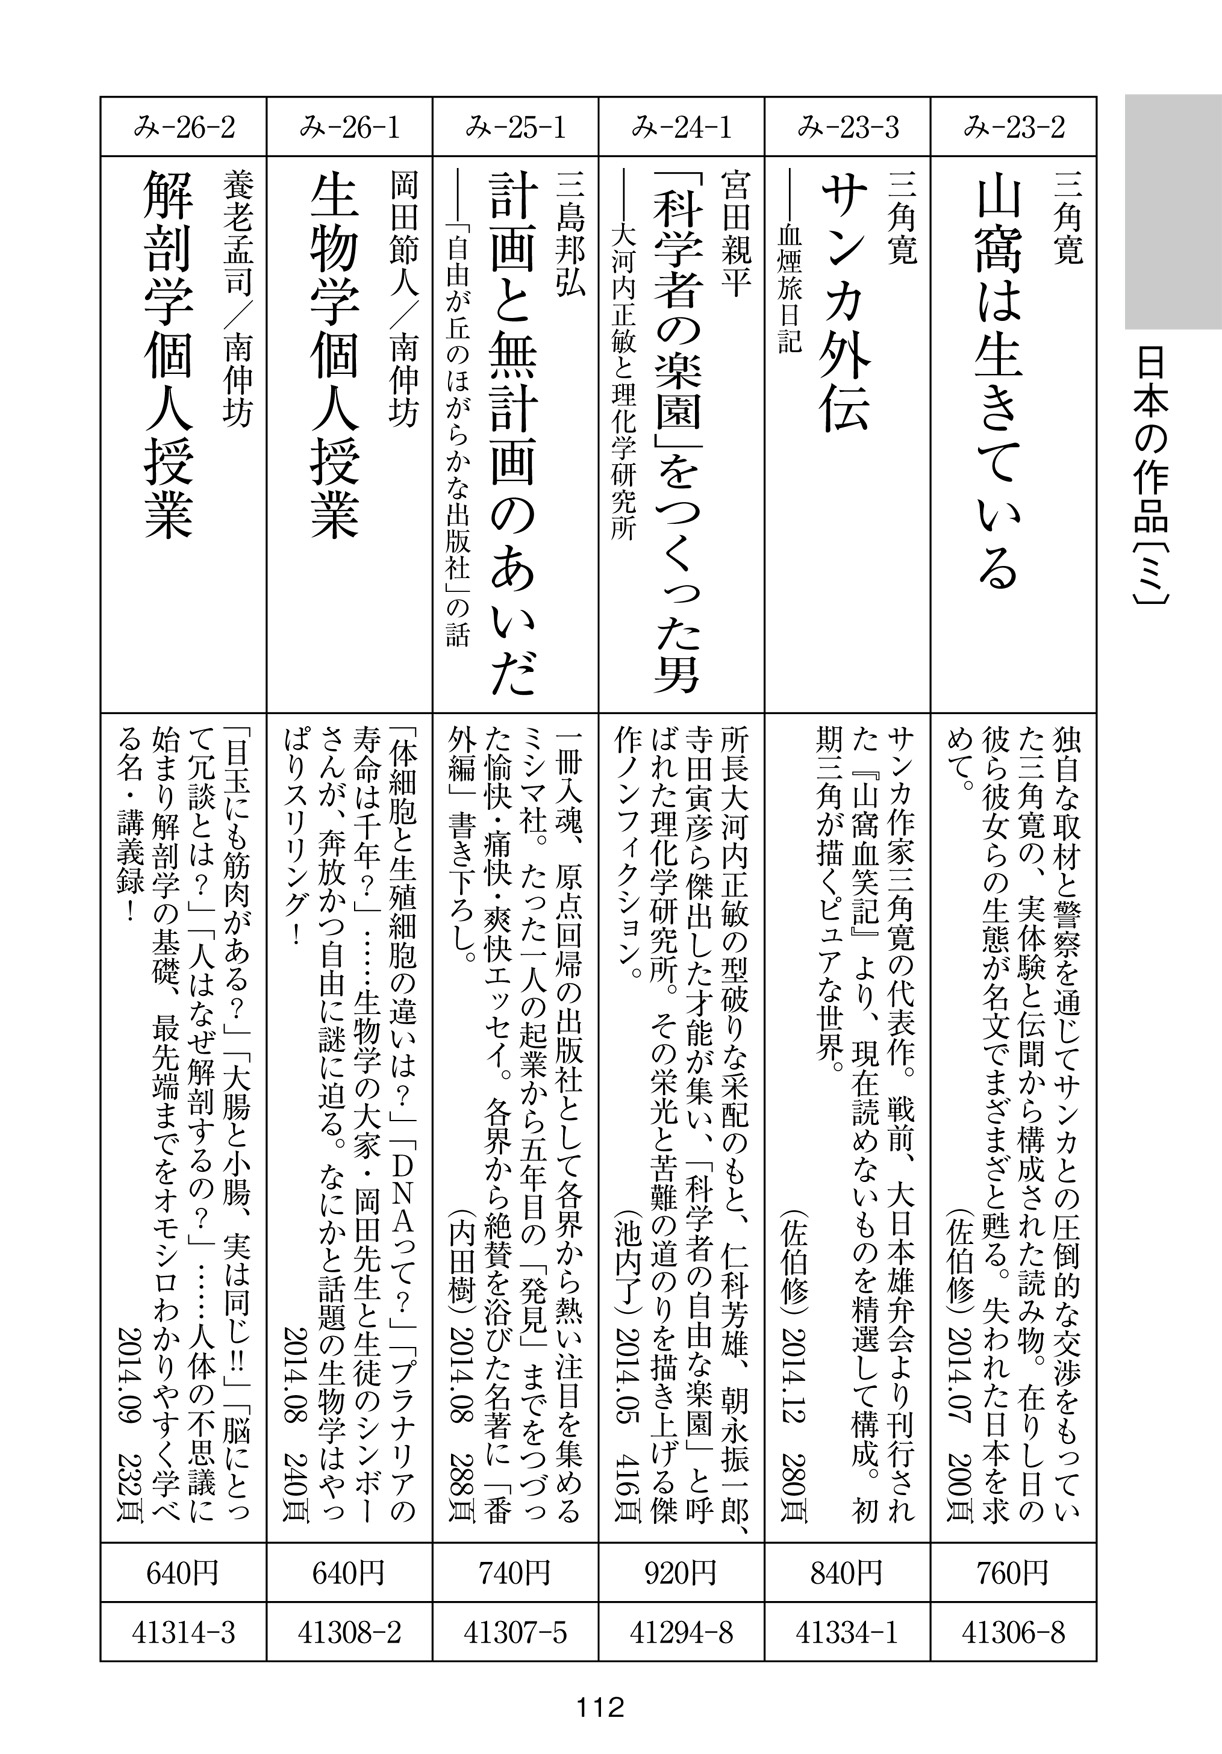 日本の作品〔ミ〕
み-23-2
三角寛
山窩は生きている
独自な取材と警察を通じてサンカとの圧倒的な交渉をもってい
た三角寛の、実体験と伝聞から構成された読み物。在りし日の
彼ら彼女らの生態が名文でまざまざと甦る。失われた日本を求
めて。
(佐伯修) 2014.07 200頁
760円
41306-8
み-23-3
三角寛
サンカ外伝
――血煙旅日記
サンカ作家三角寛の代表作。戦前、大日本雄弁会より刊行され
た『山窩血笑記』より、現在読めないものを精選して構成。初
期三角が描くピュアな世界。
(佐伯修) 2014.12 280頁
840円
41334-1
み-24-1
宮田親平
「科学者の楽園」をつくった男
――大河内正敏と理化学研究所
所長大河内正敏の型破りな采配のもと、仁科芳雄、朝永振一郎、
寺田寅彦ら傑出した才能が集い、「科学者の自由な楽園」と呼
ばれた理化学研究所。その栄光と苦難の道のりを描き上げる傑
作ノンフィクション。
(池内了) 2014.05 416頁
920円
41294-8
み-25-1
三島邦弘
計画と無計画のあいだ
――「自由が丘のほがらかな出版社」の話
一冊入魂、原点回帰の出版社として各界から熱い注目を集める
ミシマ社。たった一人の起業から五年目の「発見」までをつづっ
た愉快・痛快・爽快エッセイ。各界から絶賛を浴びた名著に「番
外編」書き下ろし。
(内田樹) 2014.08 288頁
740円
41307-5
み-26-1
岡田節人／南伸坊
生物学個人授業
「体細胞と生殖細胞の違いは？」「DNAって？」「プラナリアの
寿命は千年？」……生物学の大家・岡田先生と生徒のシンボー
さんが、奔放かつ自由に謎に迫る。なにかと話題の生物学はやっ
ぱりスリリング！
2014.08 240頁
640円
41308-2
み-26-2
養老孟司／南伸坊
解剖学個人授業
「目玉にも筋肉がある？」「大腸と小腸、実は同じ!!」「脳にとっ
て冗談とは？」「人はなぜ解剖するの？」……人体の不思議に
始まり解剖学の基礎、最先端までをオモシロわかりやすく学べ
る名・講義録！
2014.09 232頁
640円
41314-3
112